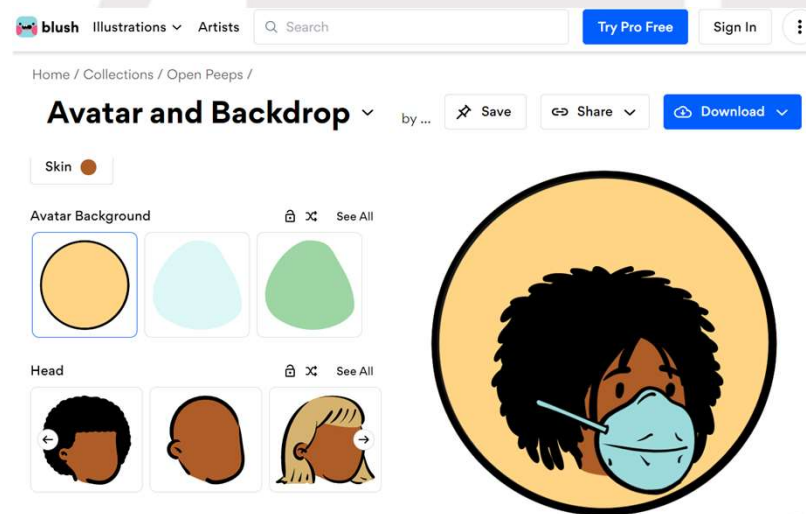 blush Illustrations Artists Search Try Pro Free Sign In
Home / Collections / Open Peeps /
Avatar and Backdrop by ... Save Share Download
Skin
Avatar Background See All
Head See All